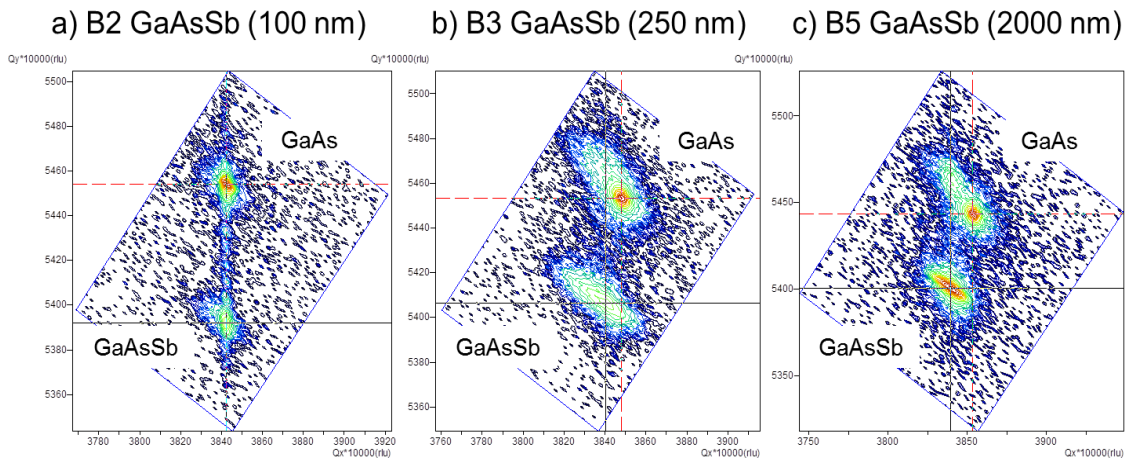 a) B2 GaAsSb (100 nm)
b) B3 GaAsSb (250 nm)
c) B5 GaAsSb (2000 nm)
Qy*10000(rlu)
Qy*10000(rlu)
Qy*10000(rlu)
5500
5480
5460
5440
5420
5400
5380
5360
GaAs
GaAsSb
3780 3800 3820 3840 3860 3880 3900 3920
Qx*10000(rlu)
5500
5480
5460
5440
5420
5400
5380
5360
GaAs
GaAsSb
3760 3780 3800 3820 3840 3860 3880 3900
Qx*10000(rlu)
5500
5450
5400
5350
GaAs
GaAsSb
3750 3800 3850 3900
Qx*10000(rlu)